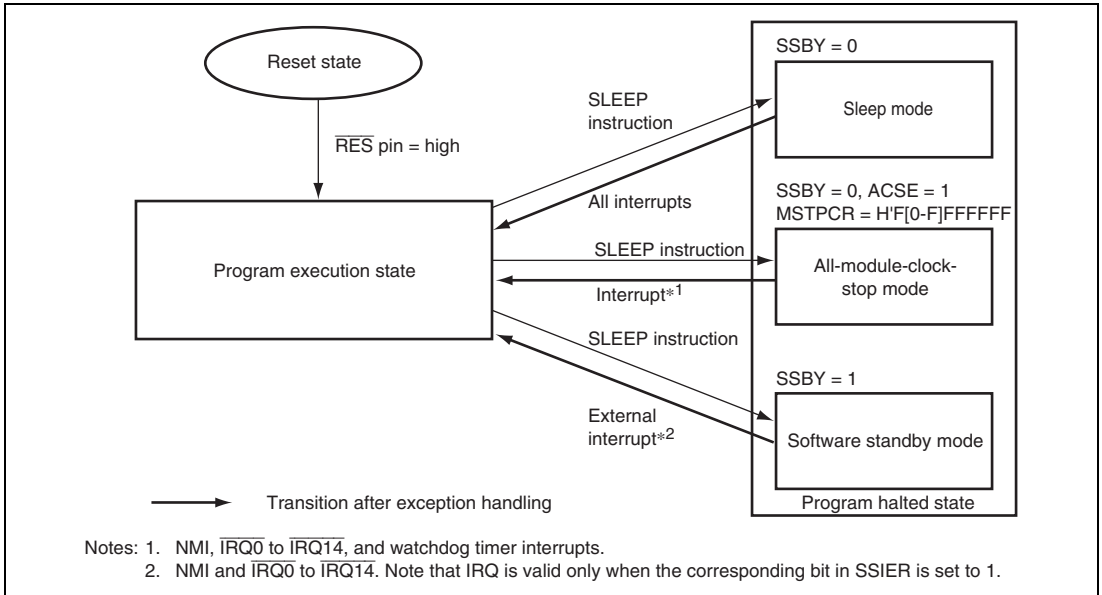 Reset state
RES pin = high
Program execution state
SLEEP
instruction
All interrupts
SLEEP instruction
Interrupt*1
SLEEP instruction
External
interrupt*2
SSBY = 0
Sleep mode
SSBY = 0, ACSE = 1
MSTPCR = H'F[0-F]FFFFFF
All-module-clock-
stop mode
SSBY = 1
Software standby mode
Program halted state
Transition after exception handling
Notes: 1. NMI, IRQ0 to IRQ14, and watchdog timer interrupts.
2. NMI and IRQ0 to IRQ14. Note that IRQ is valid only when the corresponding bit in SSIER is set to 1.